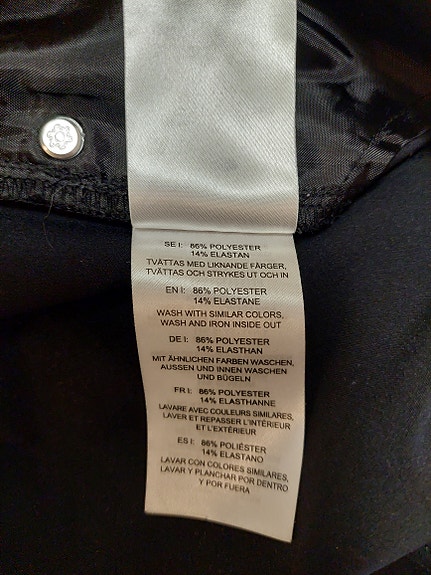 SE I: 86% POLYESTER
14% ELASTAN
TVÄTTAS MED LIKNANDE FÄRGER,
TVÄTTAS OCH STRYKES UT OCH IN
EN I: 86% POLYESTER
14% ELASTANE
WASH WITH SIMILAR COLORS,
WASH AND IRON INSIDE OUT
DE I: 86% POLYESTER
14% ELASTHAN
MIT ÄHNLICHEN FARBEN WASCHEN,
AUSSEN UND INNEN WASCHEN
UND BÜGELN
FR I: 86% POLYESTER
14% ELASTHANNE
LAVARE AVEC COULEURS SIMILARES,
LAVER ET REPASSER L'INTÉRIEUR
ET L'EXTÉRIEUR
ES I: 86% POLIÉSTER
14% ELASTANO
LAVAR CON COLORES SIMILARES,
LAVAR Y PLANCHAR POR DENTRO
Y POR FUERA